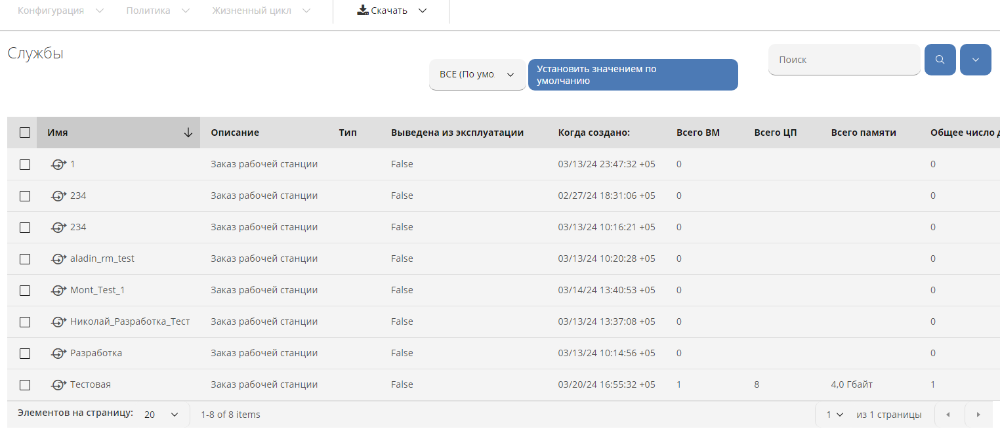 Конфигурация Политика Жизненный цикл Скачать
Службы
ВСЕ (По умо
Установить значением по
умолчанию
Поиск
Имя Описание Тип Выведена из эксплуатации Когда создано: Всего ВМ Всего ЦП Всего памяти Общее число д
1 Заказ рабочей станции False 03/13/24 23:47:32 +05 0 0
234 Заказ рабочей станции False 02/27/24 18:31:06 +05 0 0
234 Заказ рабочей станции False 03/13/24 10:16:21 +05 0 0
aladin_rm_test Заказ рабочей станции False 03/13/24 10:20:28 +05 0 0
Mont_Test_1 Заказ рабочей станции False 03/14/24 13:40:53 +05 0 0
Николай_Разработка_Тест Заказ рабочей станции False 03/13/24 13:37:08 +05 0 0
Разработка Заказ рабочей станции False 03/13/24 10:14:56 +05 0 0
Тестовая Заказ рабочей станции False 03/20/24 16:55:32 +05 1 8 4,0 Гбайт 1
Элементов на страницу: 20 1-8 of 8 items 1 из 1 страницы